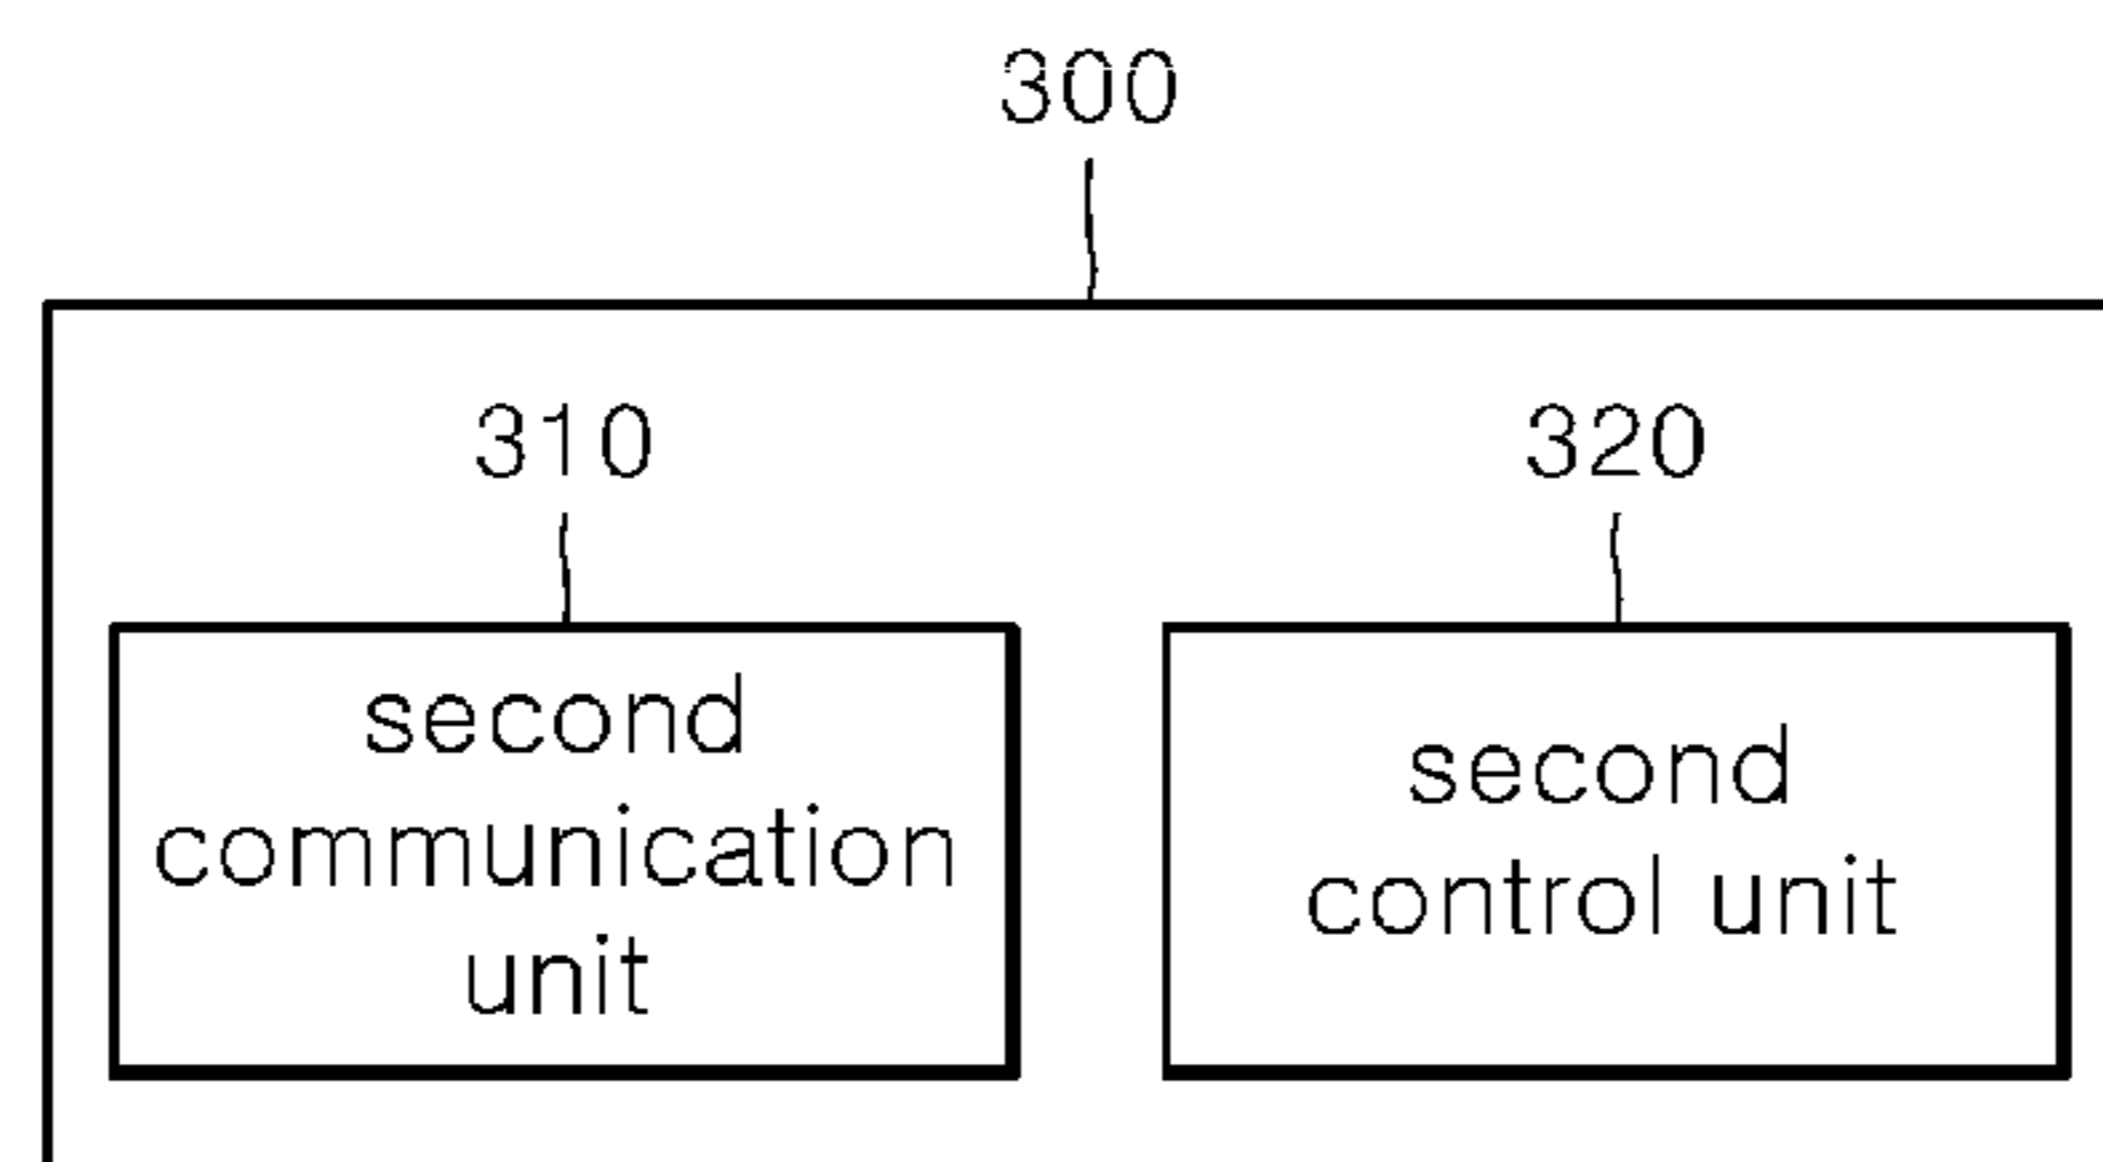 300
310
320
second
communication
unit
second
control unit